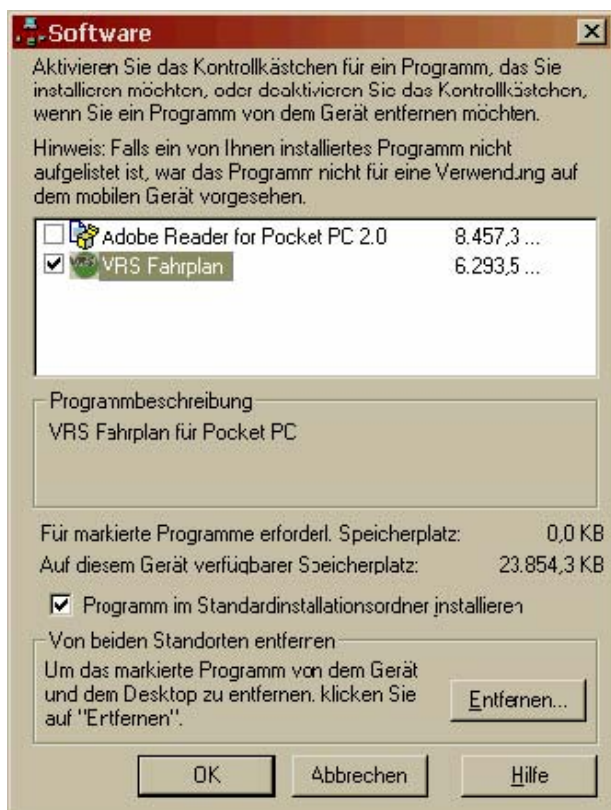 Software
Aktivieren Sie das Kontrollkästchen für ein Programm, das Sie
installieren möchten, oder deaktivieren Sie das Kontrollkästchen,
wenn Sie ein Programm von dem Gerät entfernen möchten.
Hinweis: Falls ein von Ihnen installiertes Programm nicht
aufgelistet ist, war das Programm nicht für eine Verwendung auf
dem mobilen Gerät vorgesehen.
Adobe Reader for Pocket PC 2.0 8.457,3 ...
VRS Fahrplan 6.293,5 ...
Programmbeschreibung
VRS Fahrplan für Pocket PC
Für markierte Programme erforderl. Speicherplatz: 0,0 KB
Auf diesem Gerät verfügbarer Speicherplatz: 23.854,3 KB
Programm im Standardinstallationsordner installieren
Von beiden Standorten entfernen
Um das markierte Programm von dem Gerät
und dem Desktop zu entfernen, klicken Sie
auf "Entfernen".
Entfernen...
OK Abbrechen Hilfe